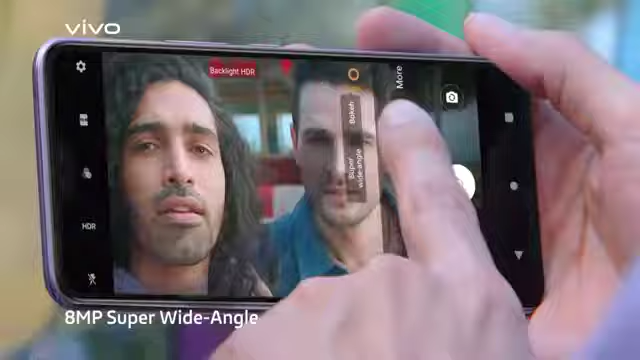 vivo
Backlight HDR
More
Bokeh
Super
wide-angle
HDR
8MP Super Wide-Angle